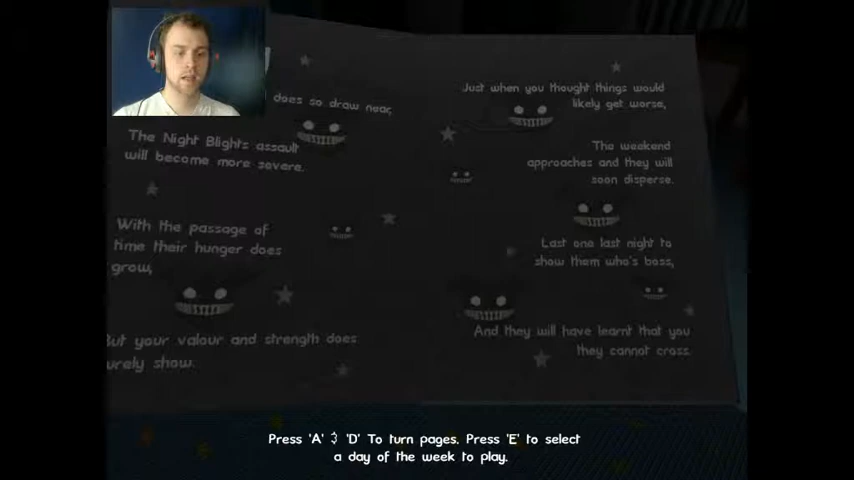 does so draw near,
The Night Blights assault
will become more severe.
With the passage of
time their hunger does
grow,
But your valour and strength does
surely show.
Just when you thought things would
likely get worse,
The weekend
approaches and they will
soon disperse.
Last one last night to
show them who's boss,
And they will have learnt that you
they cannot cross.
Press 'A' & 'D' To turn pages. Press 'E' to select
a day of the week to play.